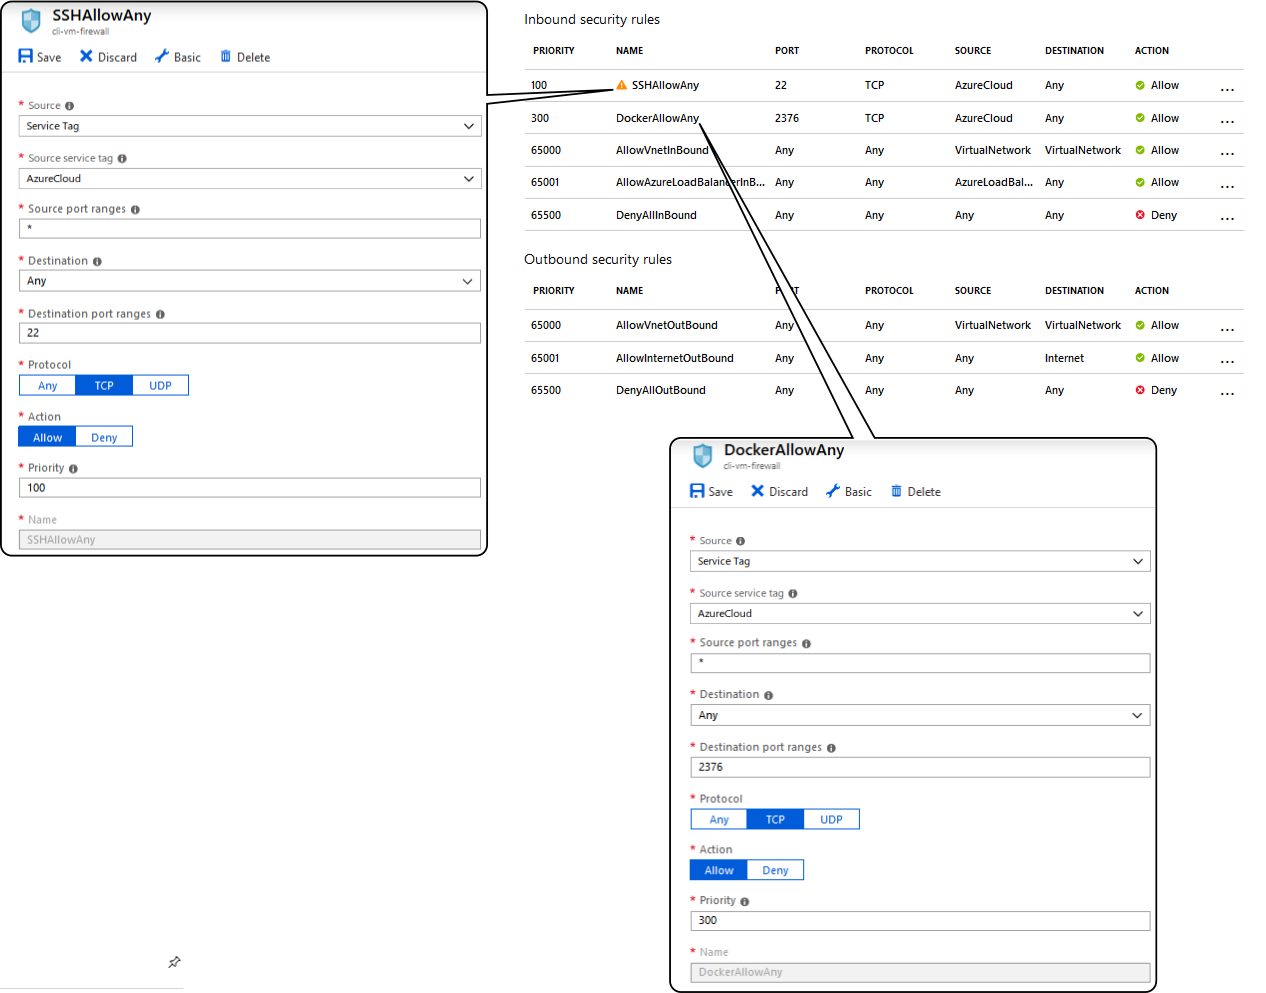 SSHAllowAny
cli-vm-firewall
Save Discard Basic Delete
* Source
Service Tag
* Source service tag
AzureCloud
* Source port ranges
*
* Destination
Any
* Destination port ranges
22
* Protocol
Any TCP UDP
* Action
Allow Deny
* Priority
100
* Name
SSHAllowAny
Inbound security rules
PRIORITY NAME PORT PROTOCOL SOURCE DESTINATION ACTION
100 SSHAllowAny 22 TCP AzureCloud Any Allow ...
300 DockerAllowAny 2376 TCP AzureCloud Any Allow ...
65000 AllowVnetInBound Any Any VirtualNetwork VirtualNetwork Allow ...
65001 AllowAzureLoadBalancerInB... Any Any AzureLoadBal... Any Allow ...
65500 DenyAllInBound Any Any Any Any Deny ...
Outbound security rules
PRIORITY NAME PORT PROTOCOL SOURCE DESTINATION ACTION
65000 AllowVnetOutBound Any Any VirtualNetwork VirtualNetwork Allow ...
65001 AllowInternetOutBound Any Any Any Internet Allow ...
65500 DenyAllOutBound Any Any Any Any Deny ...
DockerAllowAny
cli-vm-firewall
Save Discard Basic Delete
* Source
Service Tag
* Source service tag
AzureCloud
* Source port ranges
*
* Destination
Any
* Destination port ranges
2376
* Protocol
Any TCP UDP
* Action
Allow Deny
* Priority
300
* Name
DockerAllowAny